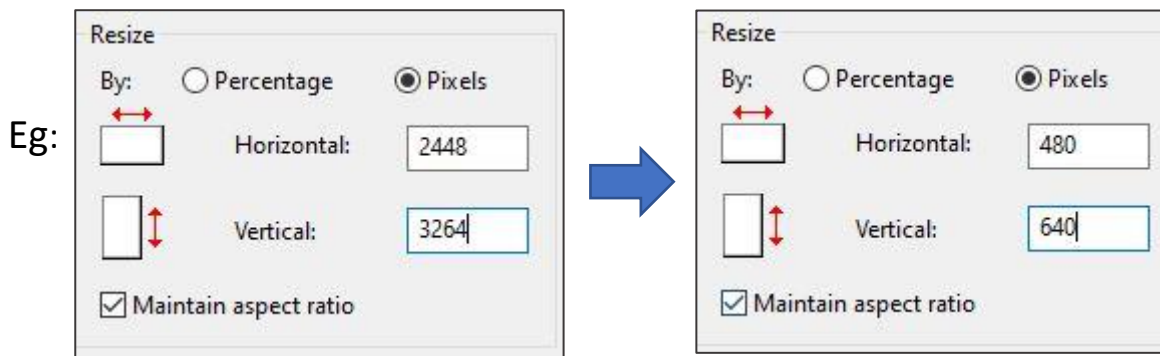 Eg:
Resize
By: Percentage Pixels
Horizontal: 2448
Vertical: 3264
Maintain aspect ratio
Resize
By: Percentage Pixels
Horizontal: 480
Vertical: 640
Maintain aspect ratio